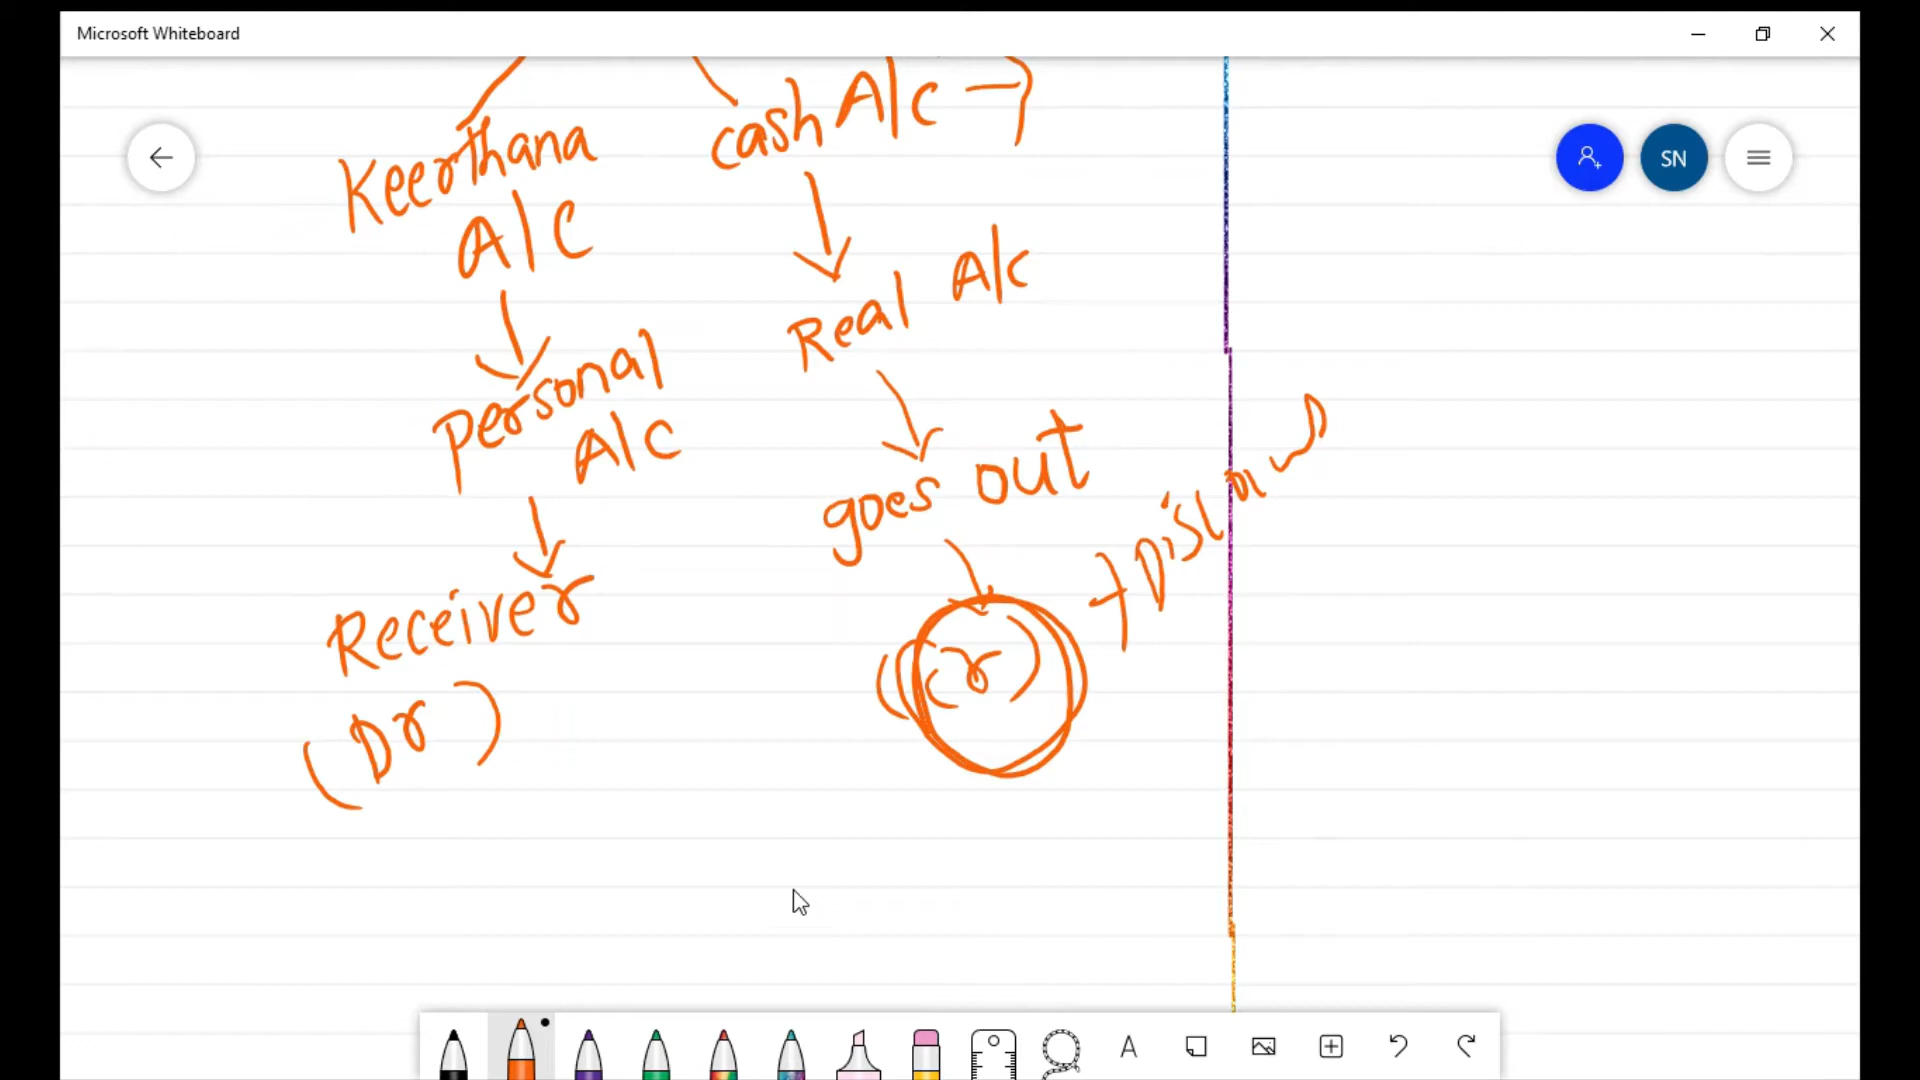 Microsoft Whiteboard
SN
Keerthana
A/C
cash A/c
personal
A/C
Real A/c
Receiver
(Dr)
goes out
(Cr)
A